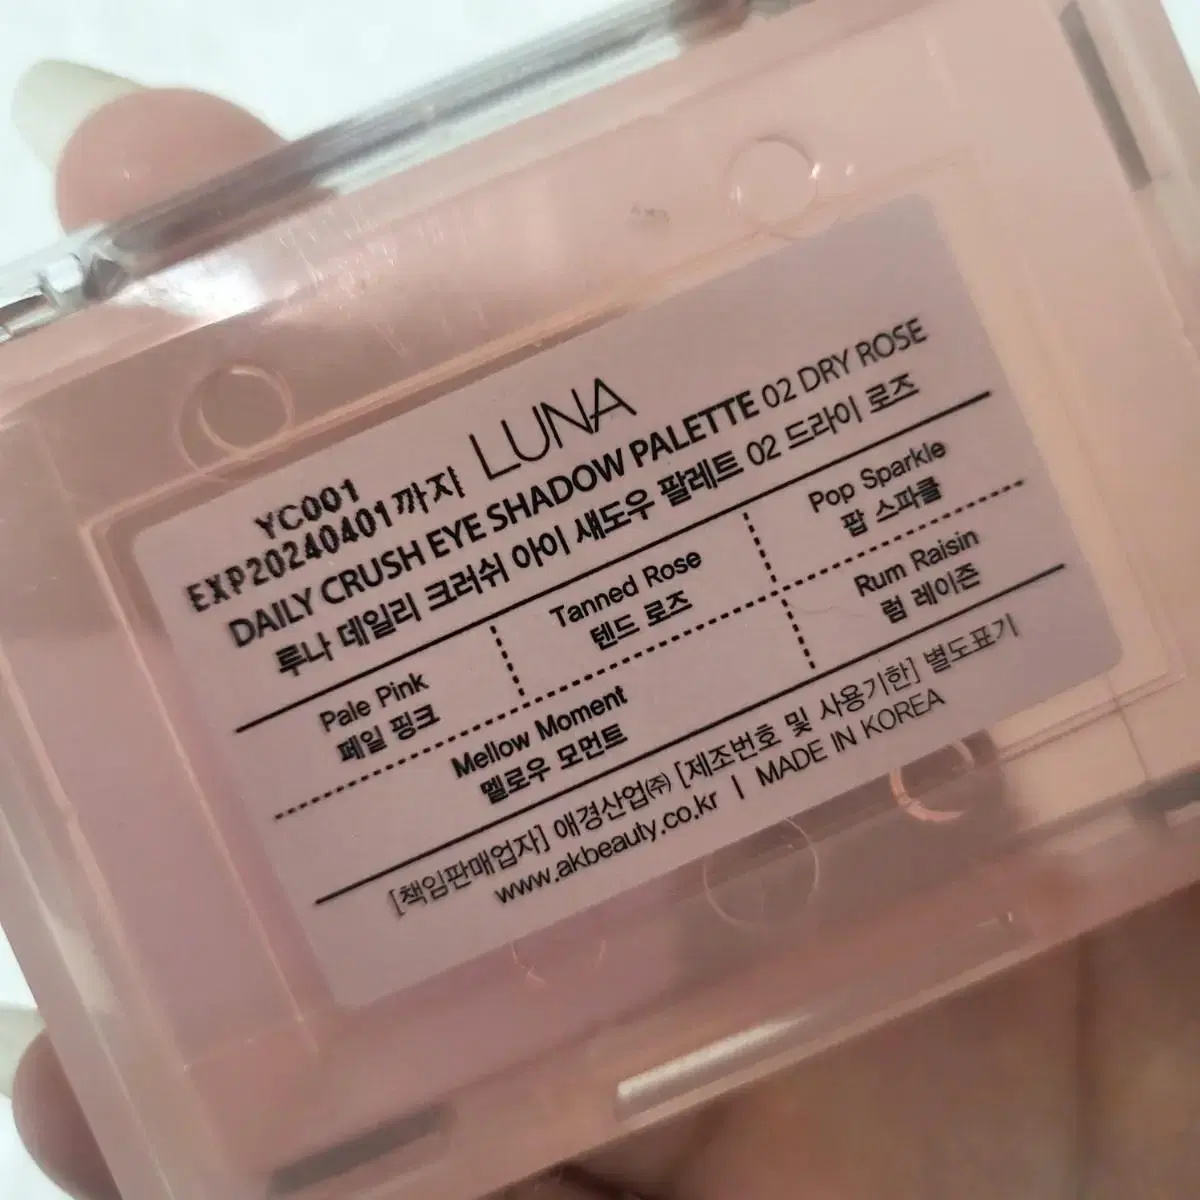 YC001
EXP20240401까지
LUNA
DAILY CRUSH EYE SHADOW PALETTE 02 DRY ROSE
루나 데일리 크러쉬 아이 섀도우 팔레트 02 드라이 로즈
Pale Pink
페일 핑크
Tanned Rose
텐드 로즈
Pop Sparkle
팝 스파클
Mellow Moment
멜로우 모먼트
Rum Raisin
럼 레이즌
[책임판매업자] 애경산업㈜ [제조번호 및 사용기한] 별도표기
www.akbeauty.co.kr | MADE IN KOREA